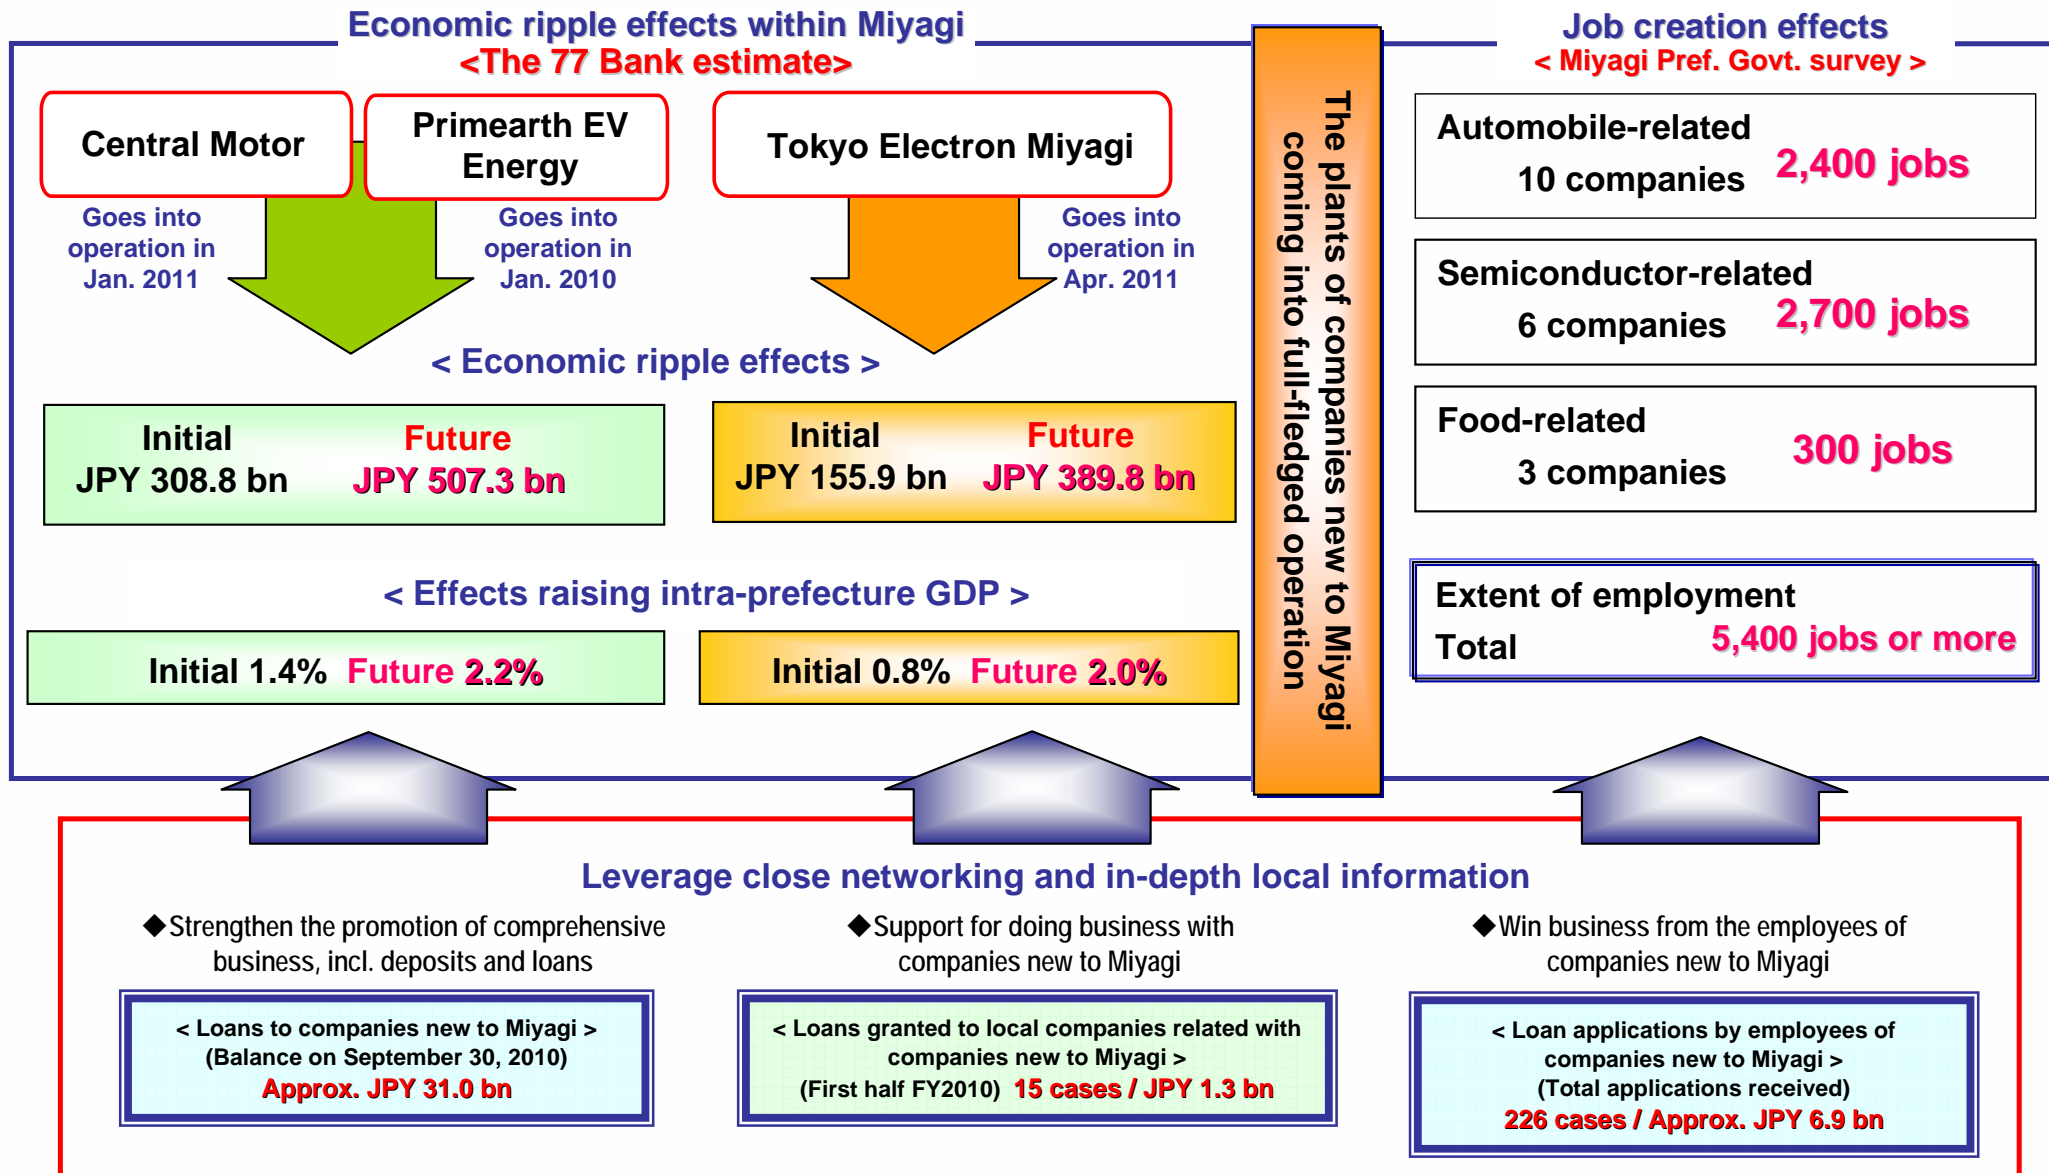 Economic ripple effects within Miyagi
<The 77 Bank estimate>
Central Motor
Primearth EV
Energy
Tokyo Electron Miyagi
Goes into
operation in
Jan. 2011
Goes into
operation in
Jan. 2010
Goes into
operation in
Apr. 2011
< Economic ripple effects >
Initial
JPY 308.8 bn
Future
JPY 507.3 bn
Initial
JPY 155.9 bn
Future
JPY 389.8 bn
< Effects raising intra-prefecture GDP >
Initial 1.4% Future 2.2%
Initial 0.8% Future 2.0%
The plants of companies new to Miyagi
coming into full-fledged operation
Job creation effects
< Miyagi Pref. Govt. survey >
Automobile-related
10 companies 2,400 jobs
Semiconductor-related
6 companies 2,700 jobs
Food-related
3 companies 300 jobs
Extent of employment
Total 5,400 jobs or more
Leverage close networking and in-depth local information
◆Strengthen the promotion of comprehensive
business, incl. deposits and loans
< Loans to companies new to Miyagi >
(Balance on September 30, 2010)
Approx. JPY 31.0 bn
◆Support for doing business with
companies new to Miyagi
< Loans granted to local companies related with
companies new to Miyagi >
(First half FY2010) 15 cases / JPY 1.3 bn
◆Win business from the employees of
companies new to Miyagi
< Loan applications by employees of
companies new to Miyagi >
(Total applications received)
226 cases / Approx. JPY 6.9 bn